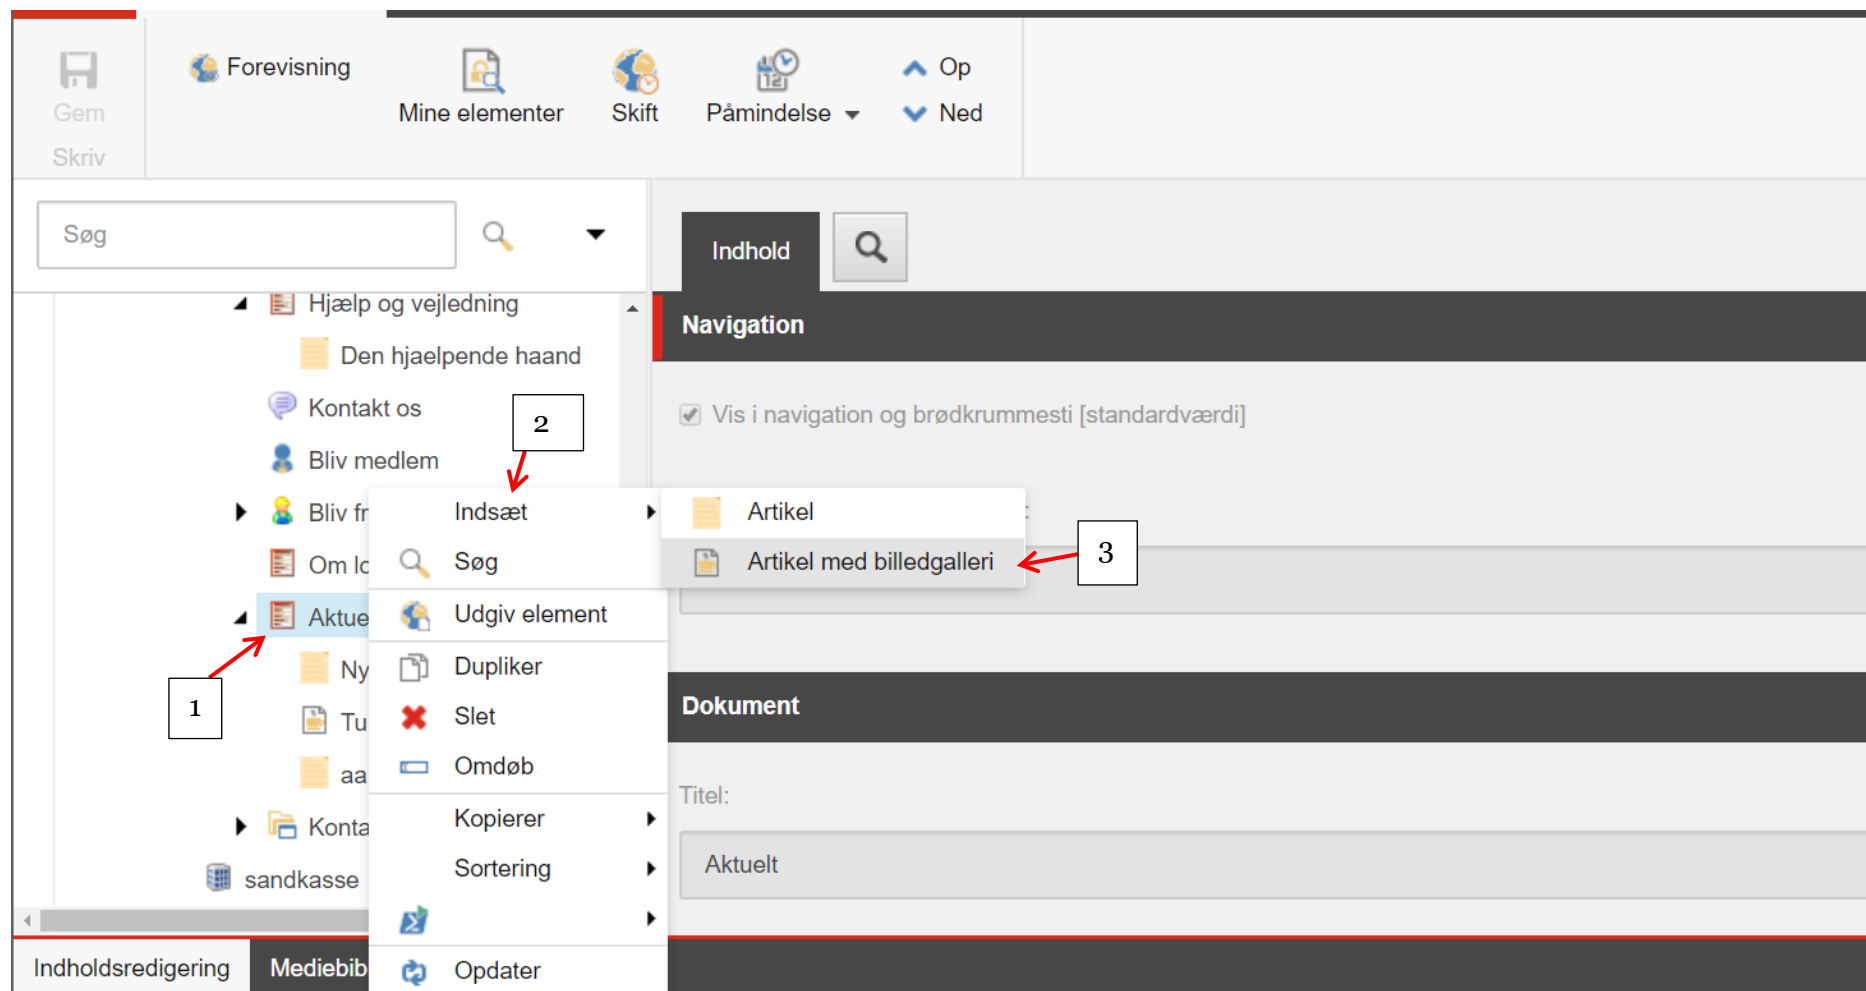 Forevisning
Gem
Skriv
Mine elementer
Skift
Påmindelse
Op
Ned
Søg
Indhold
Hjælp og vejledning
Den hjaelpende haand
Kontakt os
Bliv medlem
Bliv fr
Om lo
Aktue
Ny
Tu
aa
Konta
sandkasse
1
2
3
Indsæt
Søg
Udgiv element
Dupliker
Slet
Omdøb
Kopierer
Sortering
Opdater
Artikel
Artikel med billedgalleri
Navigation
Vis i navigation og brødkrummesti [standardværdi]
:
Dokument
Titel:
Aktuelt
Indholdsredigering
Mediebib